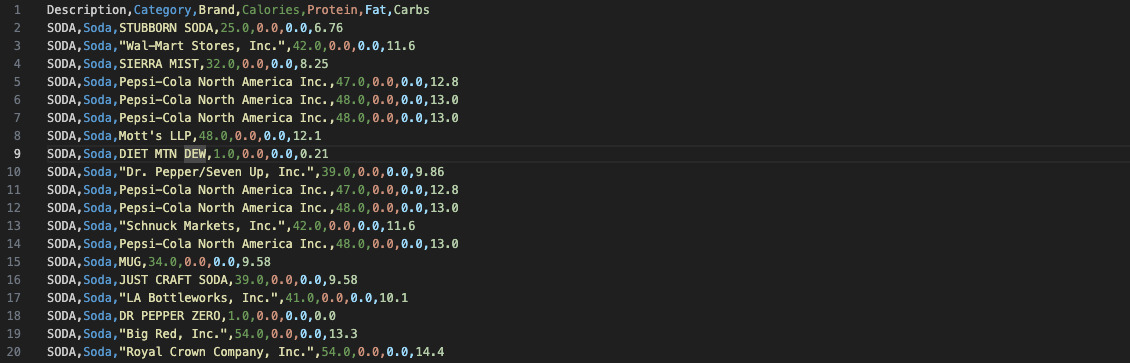 1 Description,Category,Brand,Calories,Protein,Fat,Carbs
2 SODA,Soda,STUBBORN SODA,25.0,0.0,0.0,6.76
3 SODA,Soda,"Wal-Mart Stores, Inc.",42.0,0.0,0.0,11.6
4 SODA,Soda,SIERRA MIST,32.0,0.0,0.0,8.25
5 SODA,Soda,Pepsi-Cola North America Inc.,47.0,0.0,0.0,12.8
6 SODA,Soda,Pepsi-Cola North America Inc.,48.0,0.0,0.0,13.0
7 SODA,Soda,Pepsi-Cola North America Inc.,48.0,0.0,0.0,13.0
8 SODA,Soda,Mott's LLP,48.0,0.0,0.0,12.1
9 SODA,Soda,DIET MTN DEW,1.0,0.0,0.0,0.21
10 SODA,Soda,"Dr. Pepper/Seven Up, Inc.",39.0,0.0,0.0,9.86
11 SODA,Soda,Pepsi-Cola North America Inc.,47.0,0.0,0.0,12.8
12 SODA,Soda,Pepsi-Cola North America Inc.,48.0,0.0,0.0,13.0
13 SODA,Soda,"Schnuck Markets, Inc.",42.0,0.0,0.0,11.6
14 SODA,Soda,Pepsi-Cola North America Inc.,48.0,0.0,0.0,13.0
15 SODA,Soda,MUG,34.0,0.0,0.0,9.58
16 SODA,Soda,JUST CRAFT SODA,39.0,0.0,0.0,9.58
17 SODA,Soda,"LA Bottleworks, Inc.",41.0,0.0,0.0,10.1
18 SODA,Soda,DR PEPPER ZERO,1.0,0.0,0.0,0.0
19 SODA,Soda,"Big Red, Inc.",54.0,0.0,0.0,13.3
20 SODA,Soda,"Royal Crown Company, Inc.",54.0,0.0,0.0,14.4